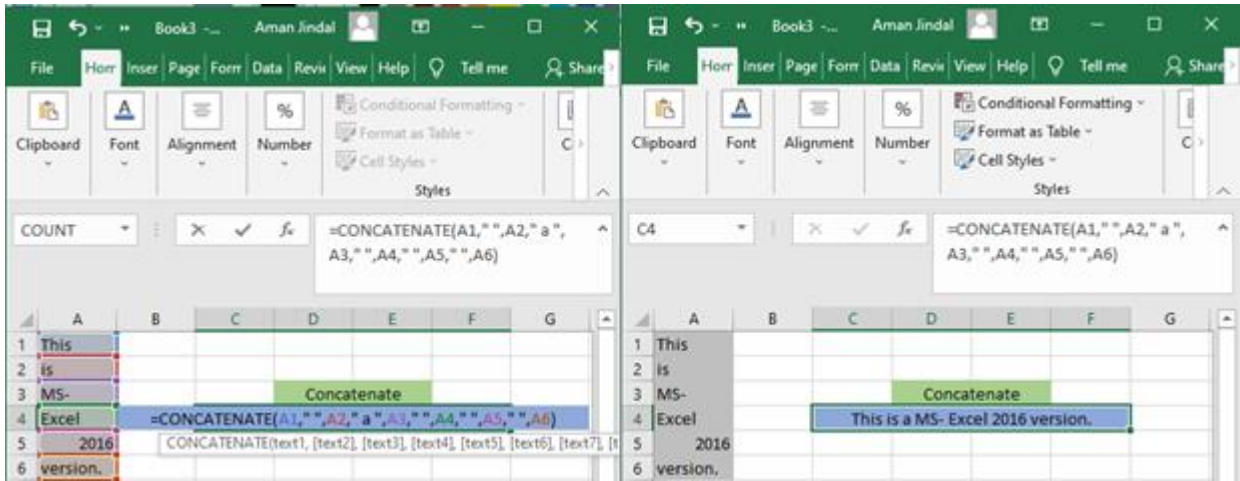 Book3 -... Aman Jindal
File Hom Inser Page Form Data Revie View Help Tell me Share
Conditional Formatting
Format as Table
Cell Styles
Clipboard Font Alignment Number C
Styles
COUNT fx =CONCATENATE(A1," ",A2," a ",
A3," ",A4," ",A5," ",A6)
A B C D E F G
1 This
2 is
3 MS- Concatenate
4 Excel =CONCATENATE(A1," ",A2," a ",A3," ",A4," ",A5," ",A6)
5 2016 CONCATENATE(text1, [text2], [text3], [text4], [text5], [text6], [text7], [t
6 version.
Book3 -... Aman Jindal
File Hom Inser Page Form Data Revie View Help Tell me Share
Conditional Formatting
Format as Table
Cell Styles
Clipboard Font Alignment Number C
Styles
C4 fx =CONCATENATE(A1," ",A2," a ",
A3," ",A4," ",A5," ",A6)
A B C D E F G
1 This
2 is
3 MS- Concatenate
4 Excel This is a MS- Excel 2016 version.
5 2016
6 version.